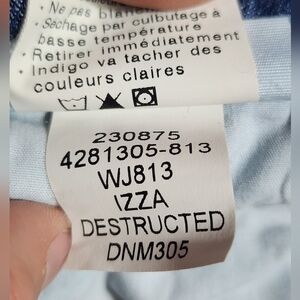 • Ne pas blanchir
• Séchage par culbutage à
basse température
• Retirer immédiatement
• Indigo va tacher des
couleurs claires
230875
4281305-813
WJ813
IZZA
DESTRUCTED
DNM305